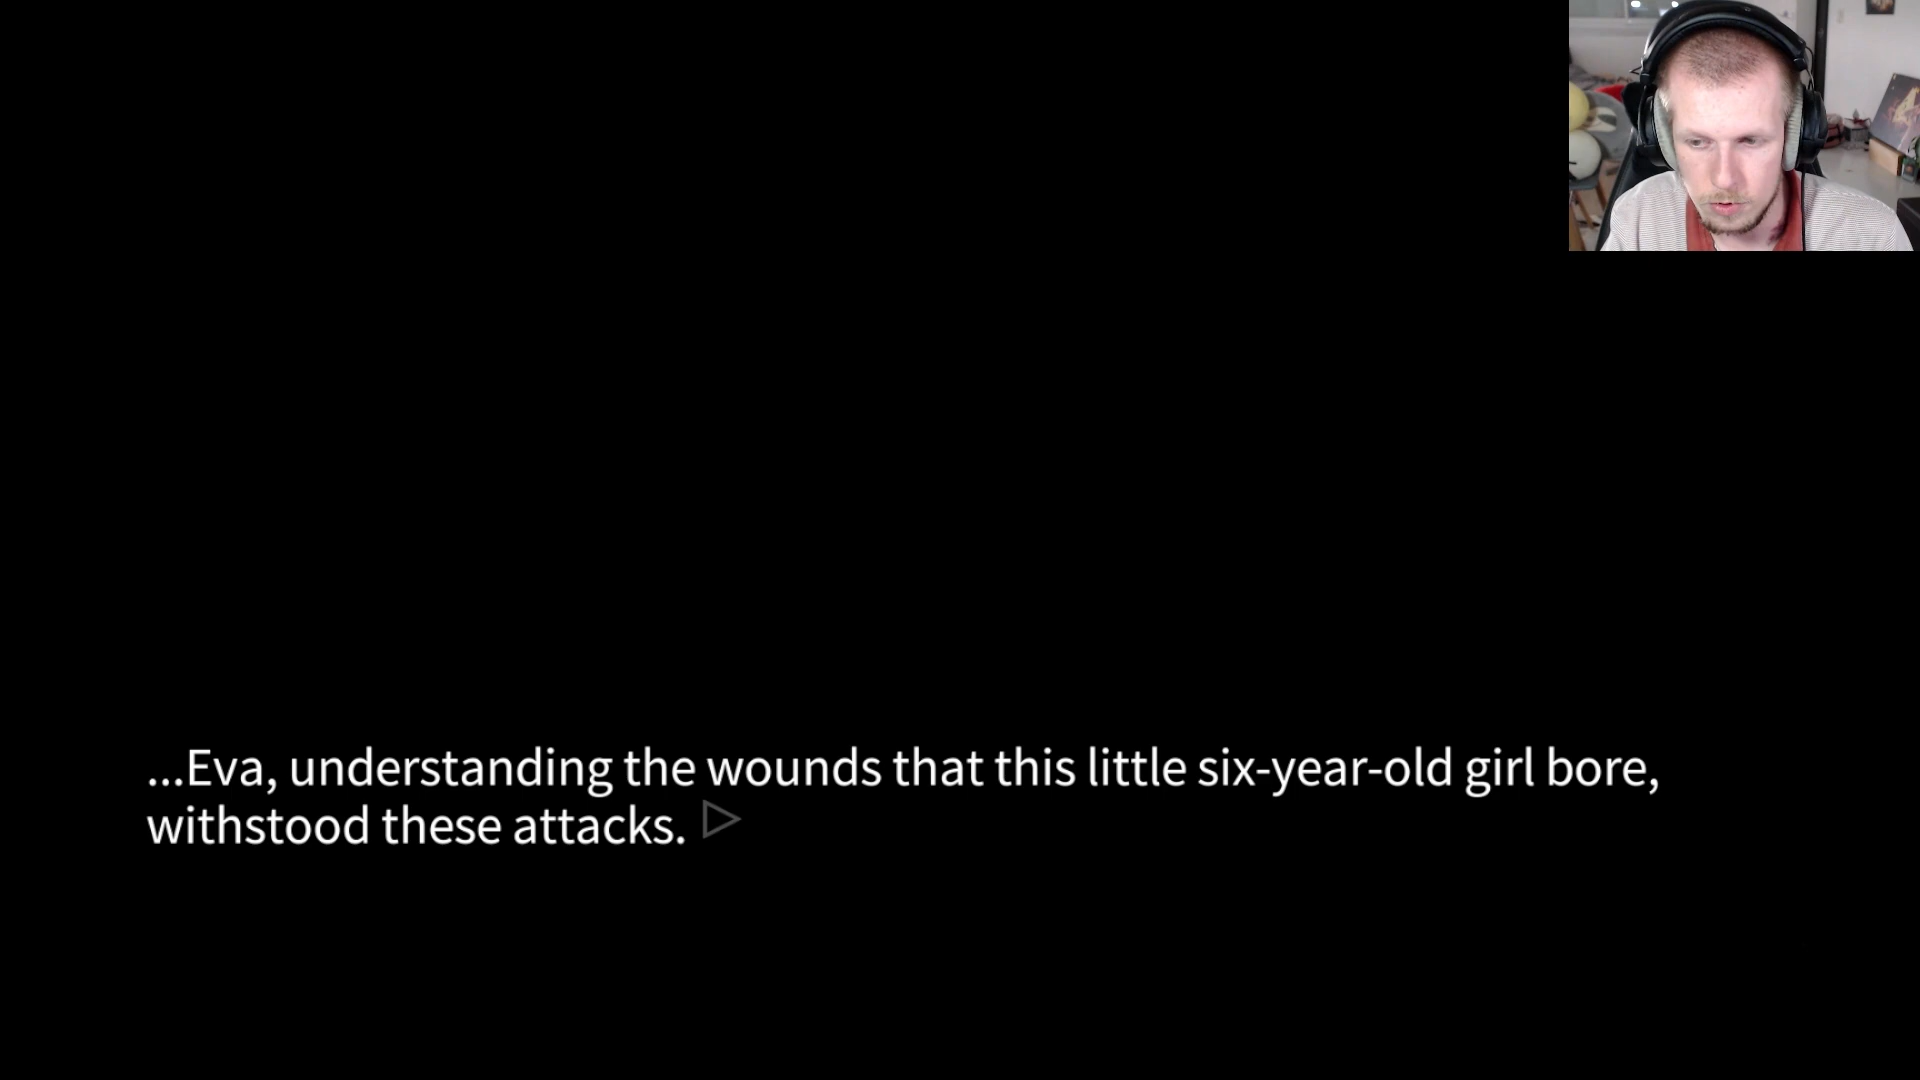 ...Eva, understanding the wounds that this little six-year-old girl bore,
withstood these attacks.